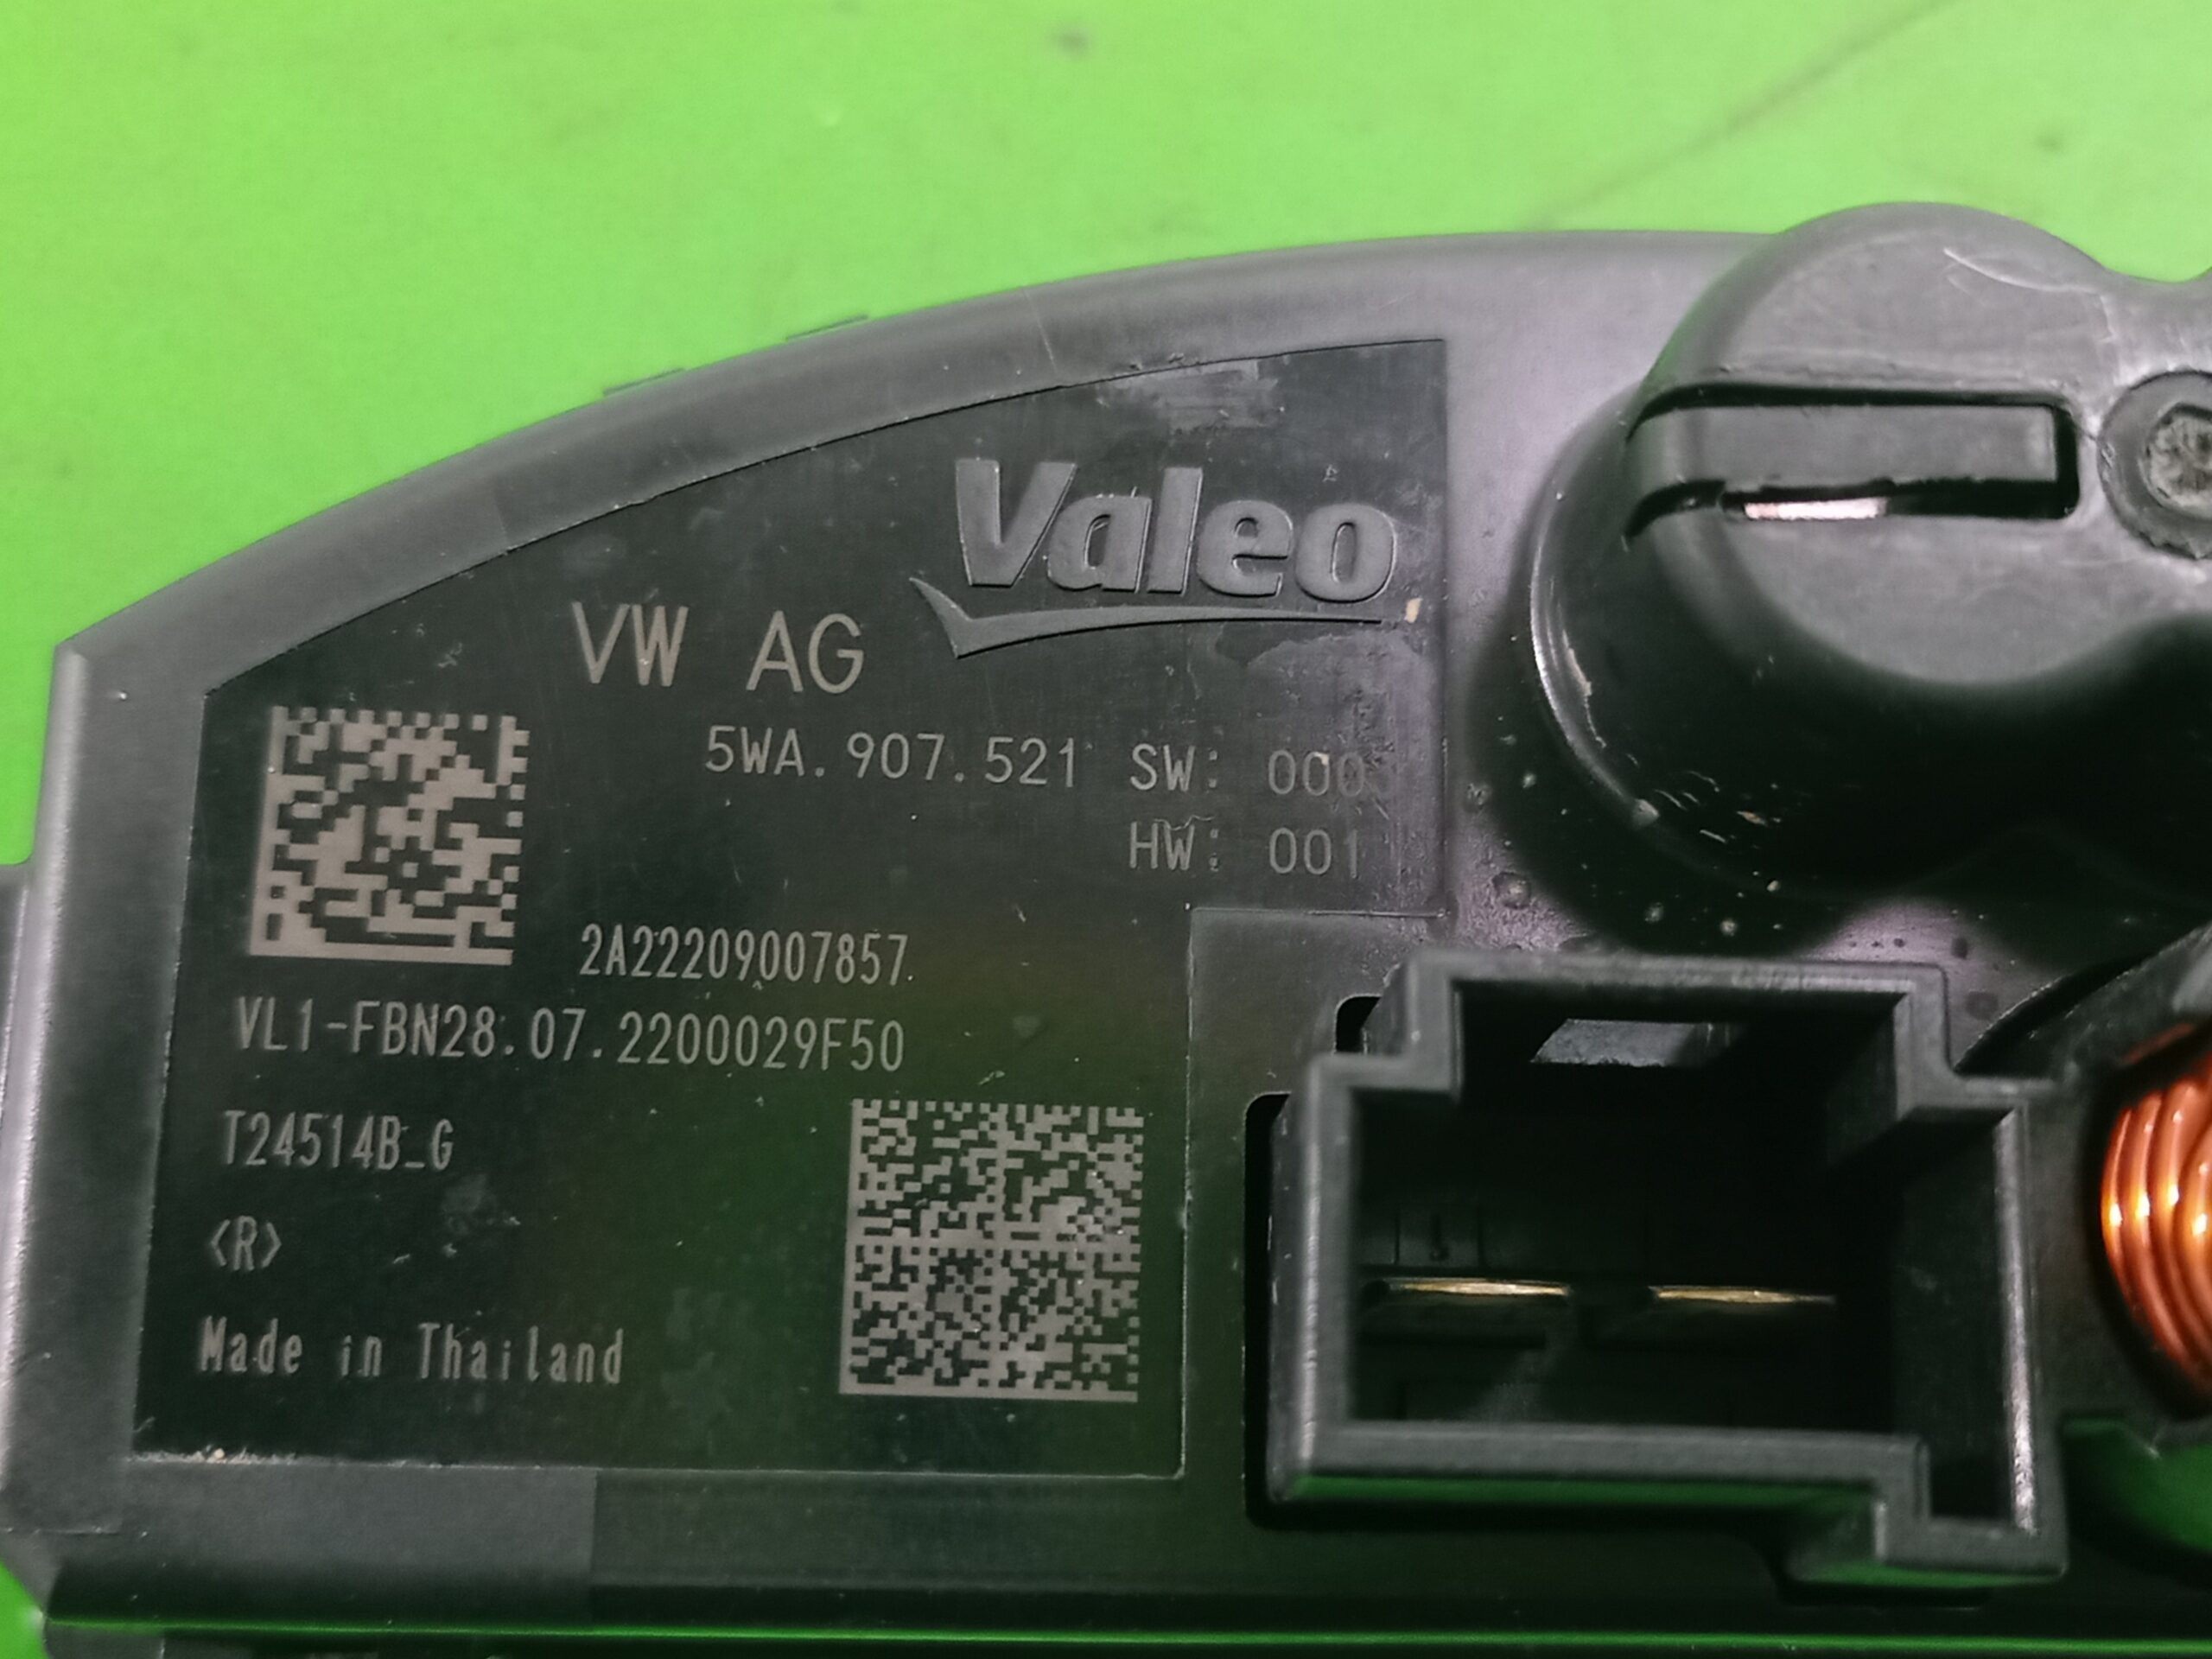 Valeo
VW AG
5WA.907.521 SW: 000
HW: 001
2A22209007857
VL1-FBN28.07.2200029F50
T24514B_G
<R>
Made in Thailand